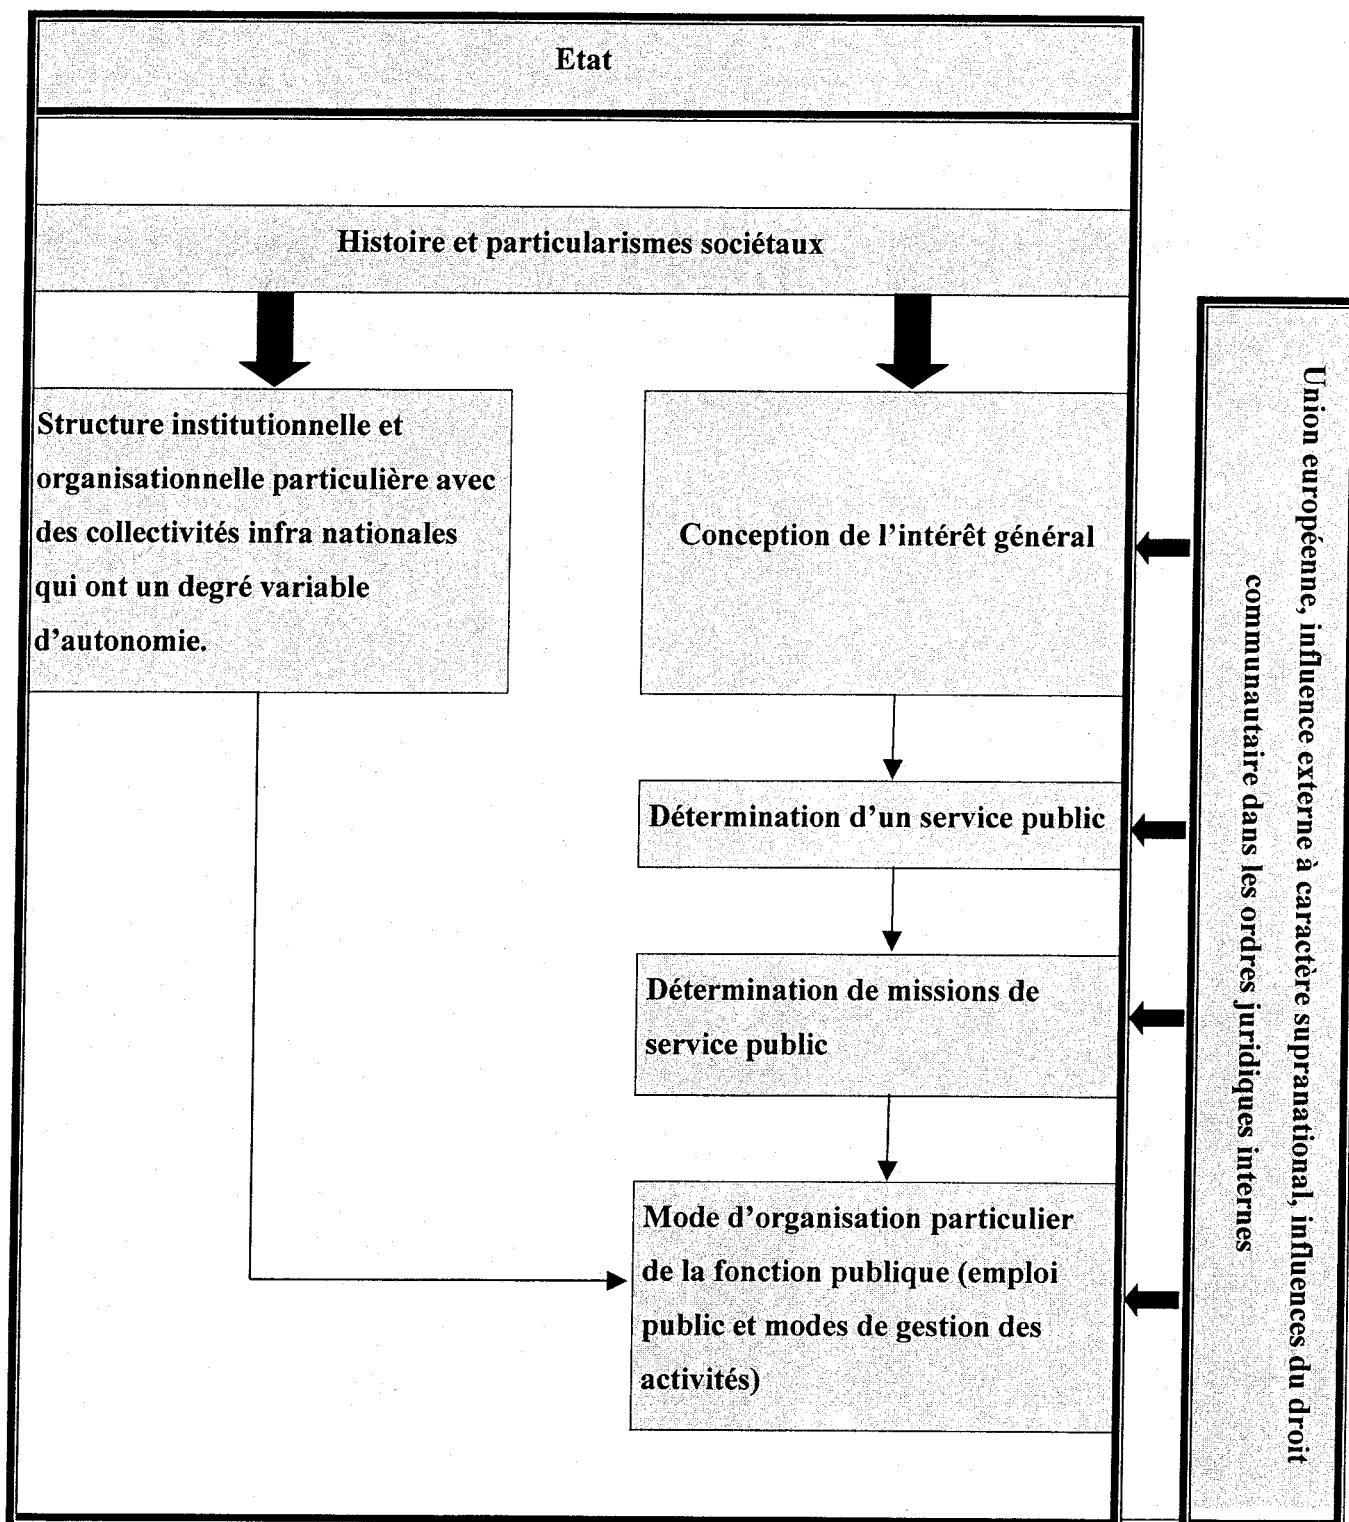 Etat
Histoire et particularismes sociétaux
Structure institutionnelle et
organisationnelle particulière avec
des collectivités infra nationales
qui ont un degré variable
d’autonomie.
Conception de l’intérêt général
Détermination d’un service public
Détermination de missions de
service public
Mode d’organisation particulier
de la fonction publique (emploi
public et modes de gestion des
activités)
Union européenne, influence externe à caractère supranational, influences du droit
communautaire dans les ordres juridiques internes